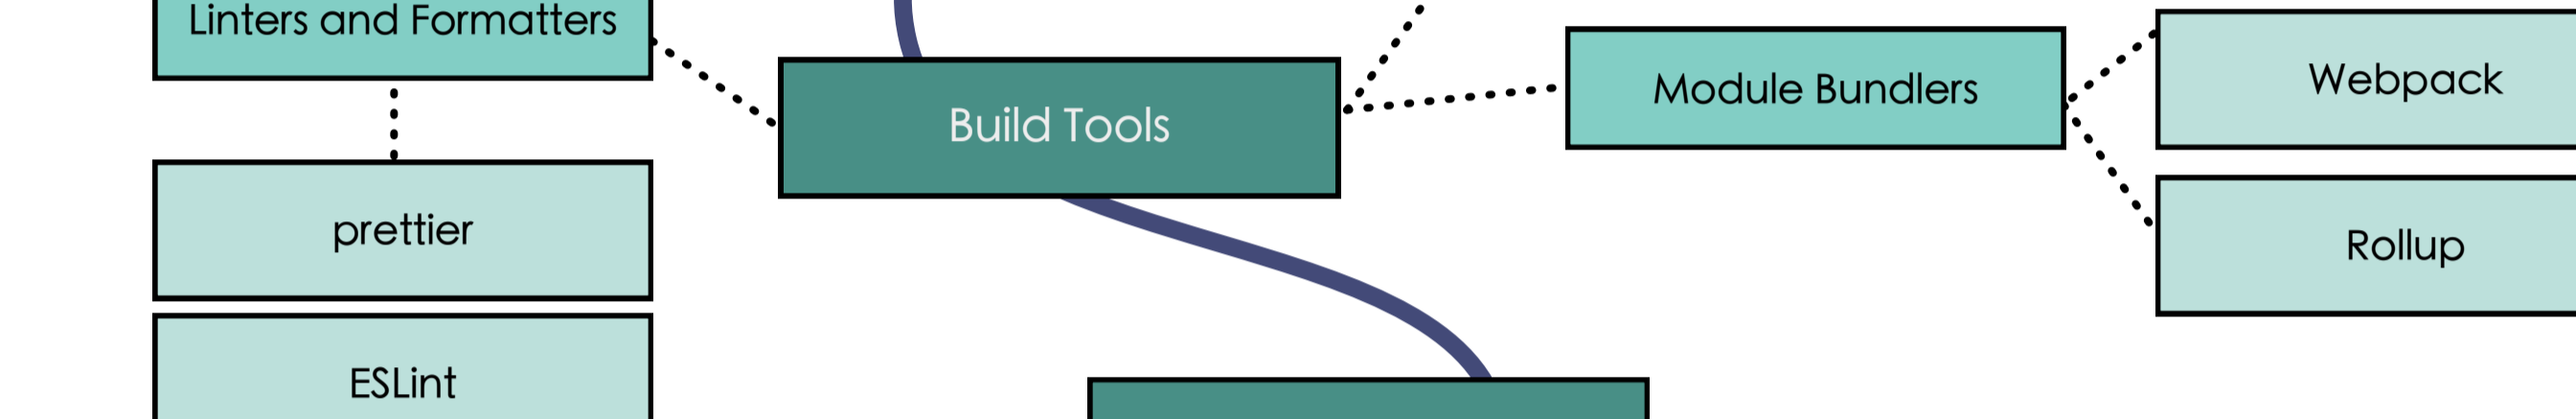 Linters and Formatters
Build Tools
Module Bundlers
Webpack
prettier
Rollup
ESLint